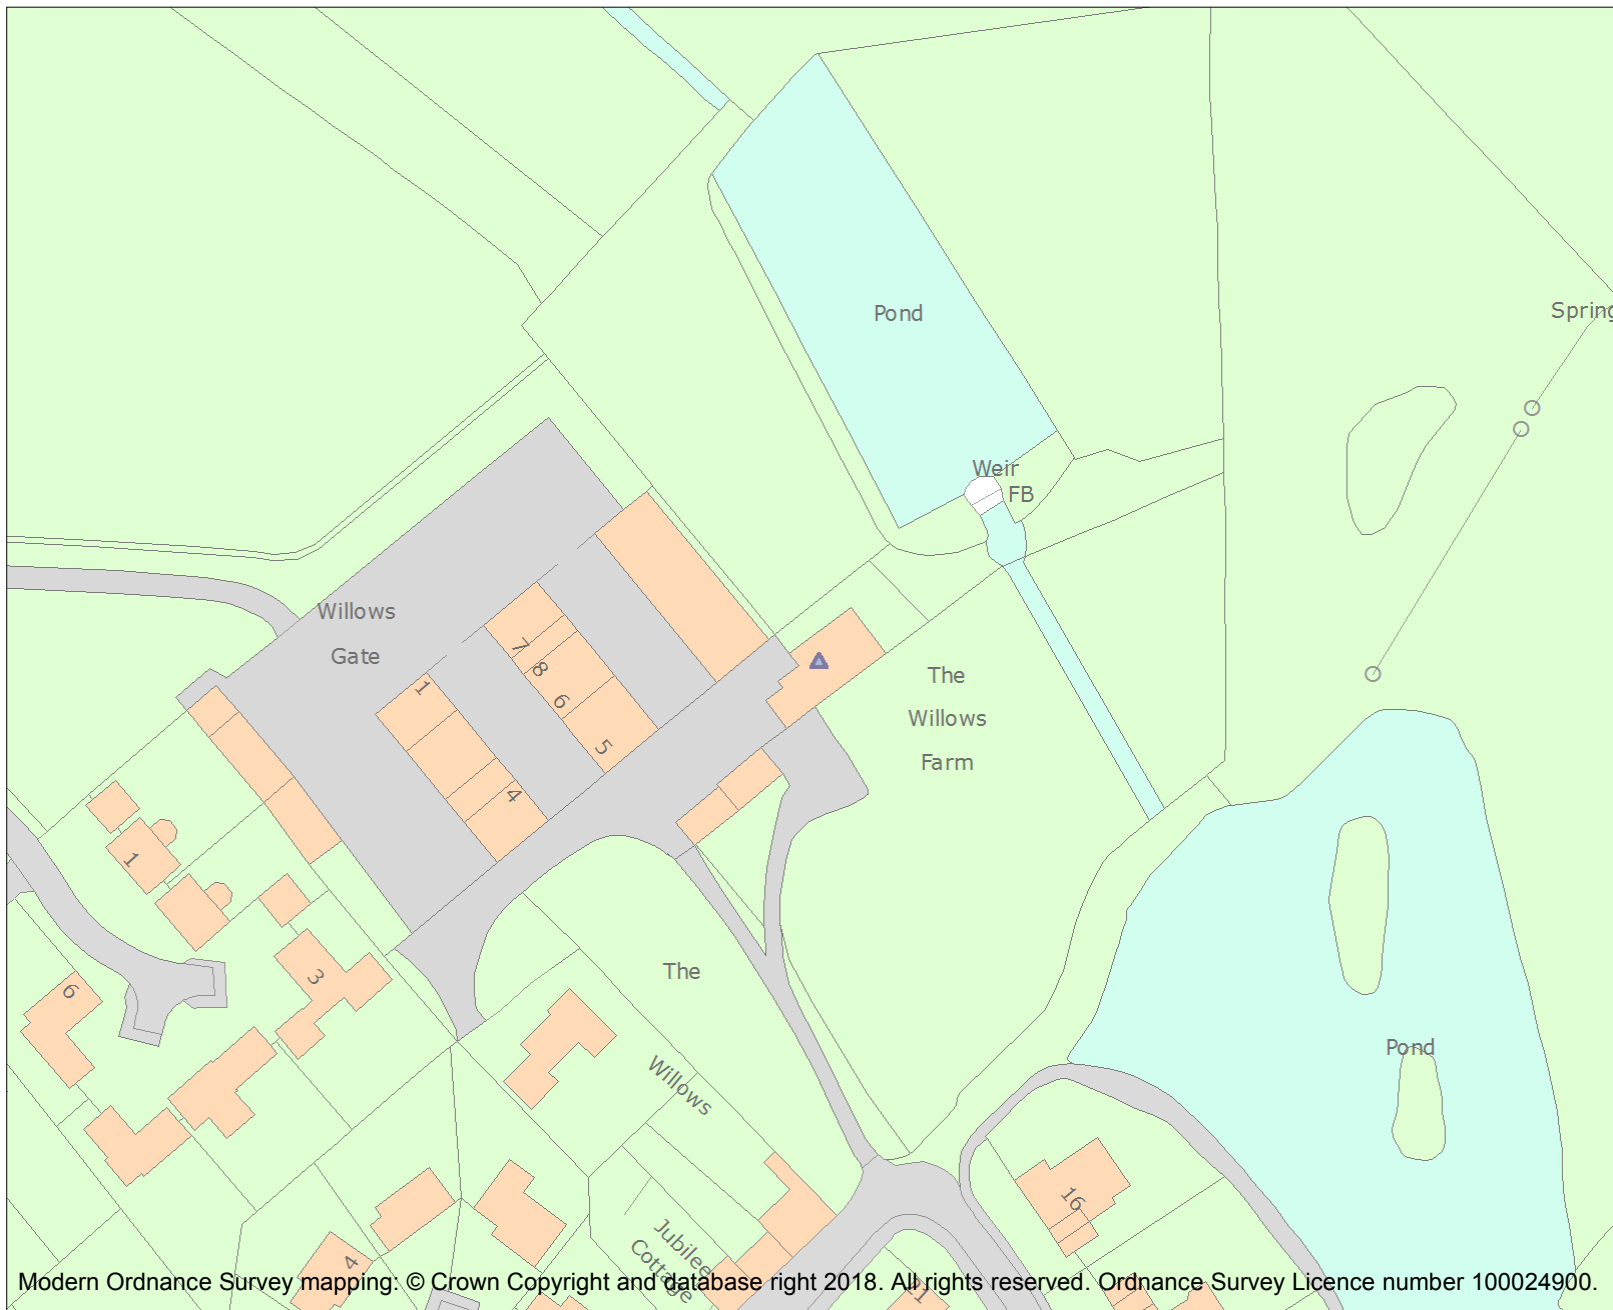 Pond
Spring
Weir
FB
Willows
Gate
7
8
6
5
1
4
The
Willows
Farm
1
3
6
The
Willows
Pond
16
Jubilee
Cottage
4
21
Modern Ordnance Survey mapping: © Crown Copyright and database right 2018. All rights reserved. Ordnance Survey Licence number 100024900.